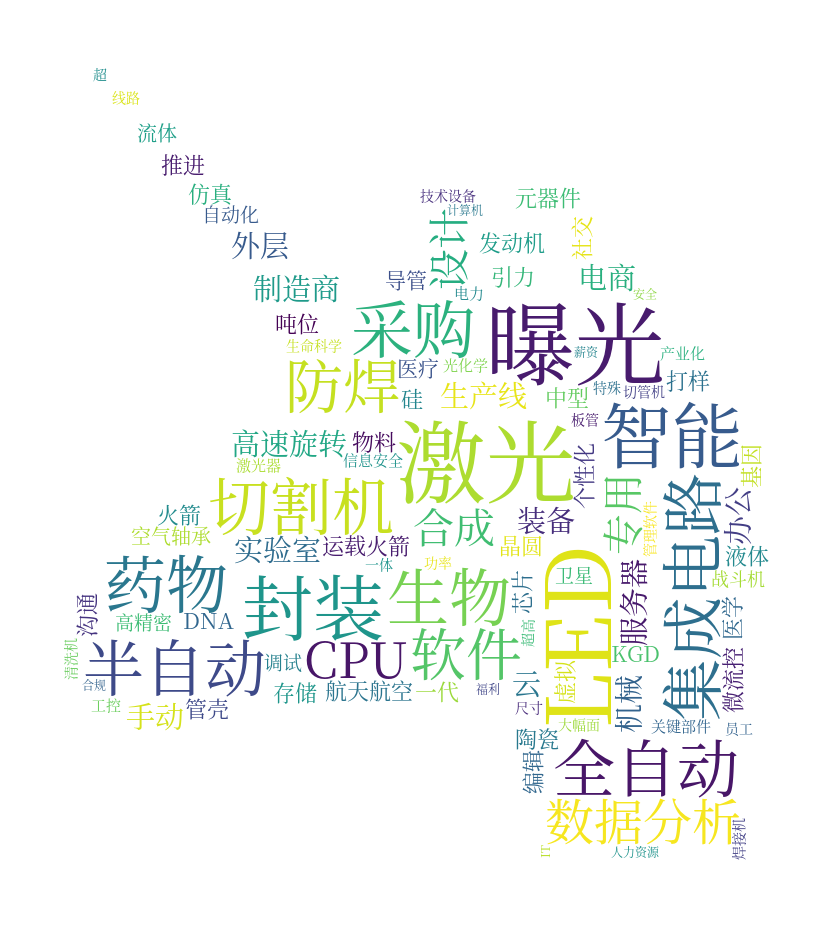 超
线路
流体
推进
仿真
技术设备
元器件
自动化
计算机
设计
社交
外层
发动机
制造商
导管
引力
电商
电力
安全
吨位
采购
曝光
生命科学
薪资
产业化
防焊
医疗
光化学
打样
硅
生产线
中型
特殊
切管机
智能
板管
高速旋转
物料
激光
信息安全
个性化
激光器
基因
切割机
专用
集成电路
办公
火箭
合成
装备
管理软件
空气轴承
实验室
运载火箭
晶圆
液体
药物
一体
功率
LED
卫星
战斗机
封装
生物
芯片
服务器
沟通
高精密
DNA
超高
医学
清洗机
半自动
调试
CPU
软件
KGD
微流控
合规
存储
航天航空
一代
福利
云
虚拟
机械
工控
手动
管壳
尺寸
大幅面
关键部件
员工
陶瓷
编辑
全自动
数据分析
焊接机
IT
人力资源